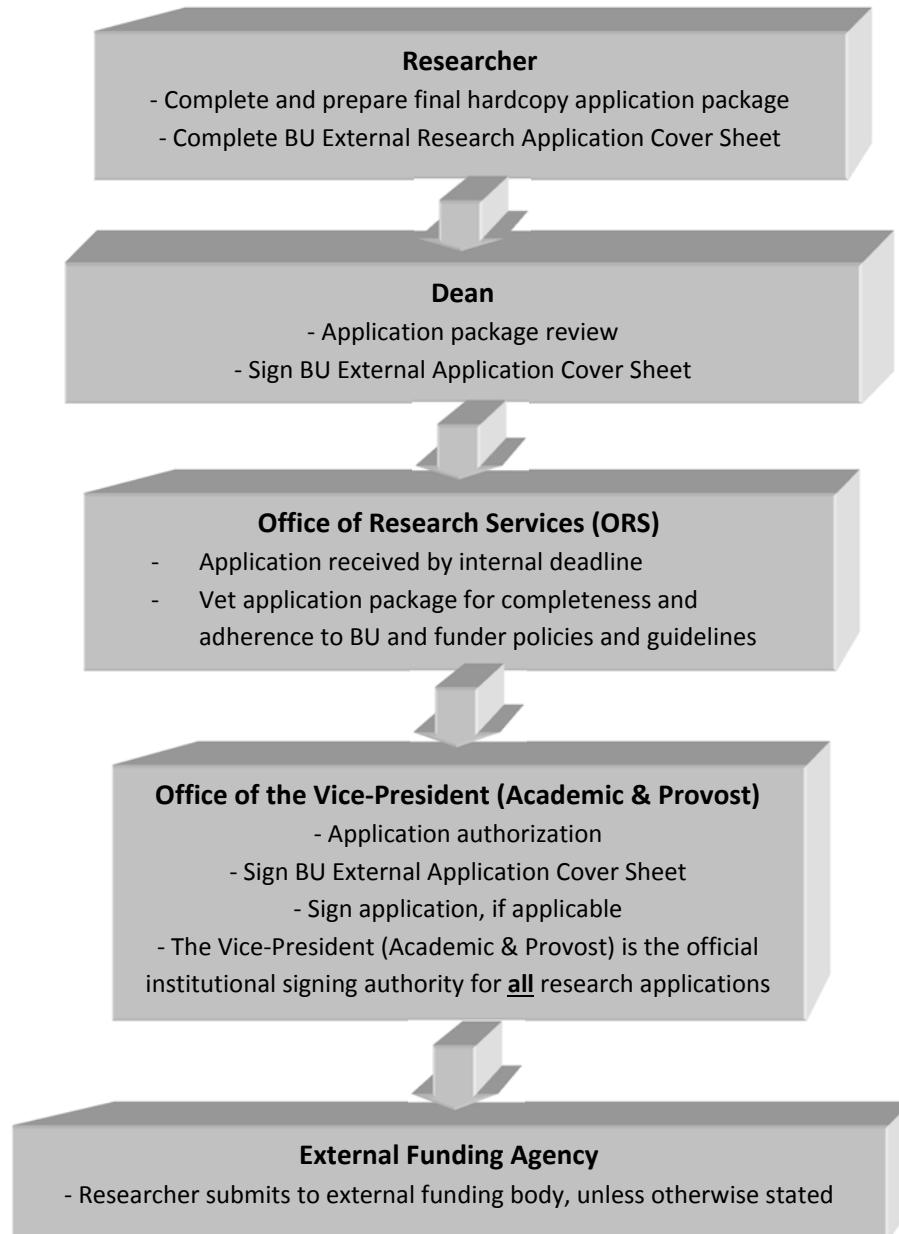 Researcher
- Complete and prepare final hardcopy application package
- Complete BU External Research Application Cover Sheet
Dean
- Application package review
- Sign BU External Application Cover Sheet
Office of Research Services (ORS)
- Application received by internal deadline
- Vet application package for completeness and
adherence to BU and funder policies and guidelines
Office of the Vice-President (Academic & Provost)
- Application authorization
- Sign BU External Application Cover Sheet
- Sign application, if applicable
- The Vice-President (Academic & Provost) is the official
institutional signing authority for all research applications
External Funding Agency
- Researcher submits to external funding body, unless otherwise stated